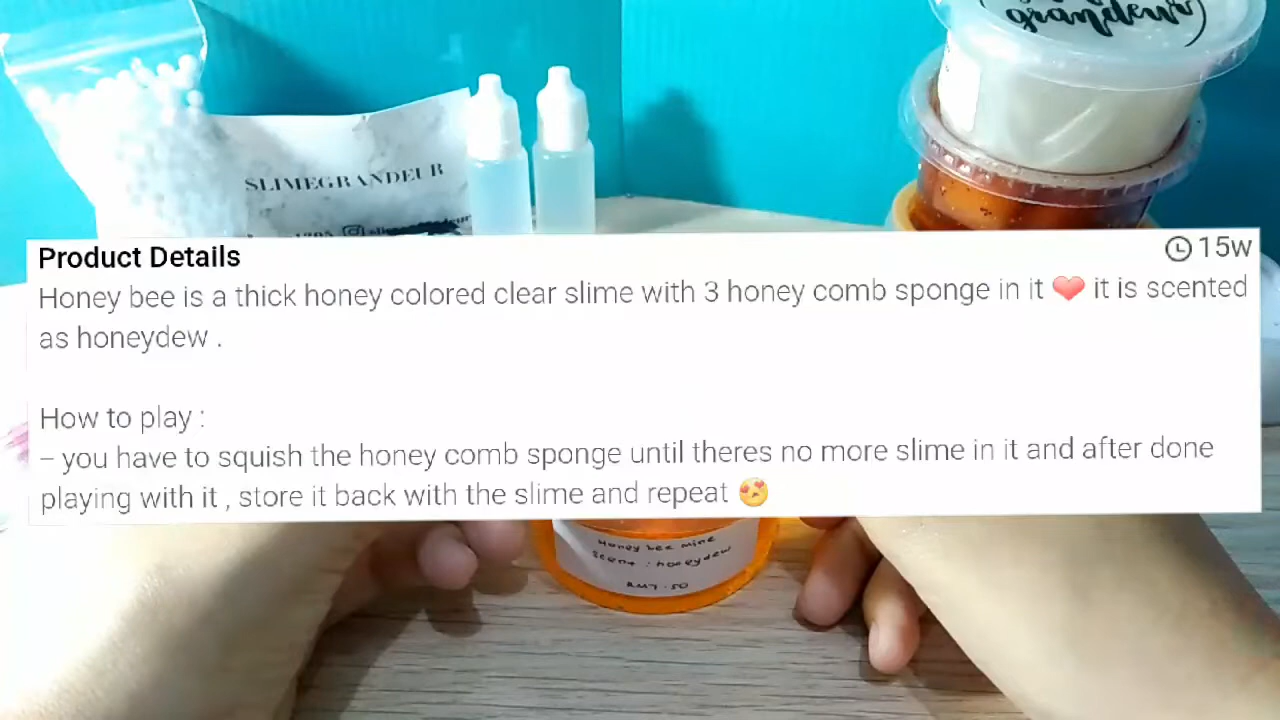 grandeur
SLIMEGRANDEUR
Product Details
15w
Honey bee is a thick honey colored clear slime with 3 honey comb sponge in it ❤️ it is scented
as honeydew .
How to play :
– you have to squish the honey comb sponge until theres no more slime in it and after done
playing with it , store it back with the slime and repeat 😍
Honey bee mine
Scent : honeydew
RM7.50